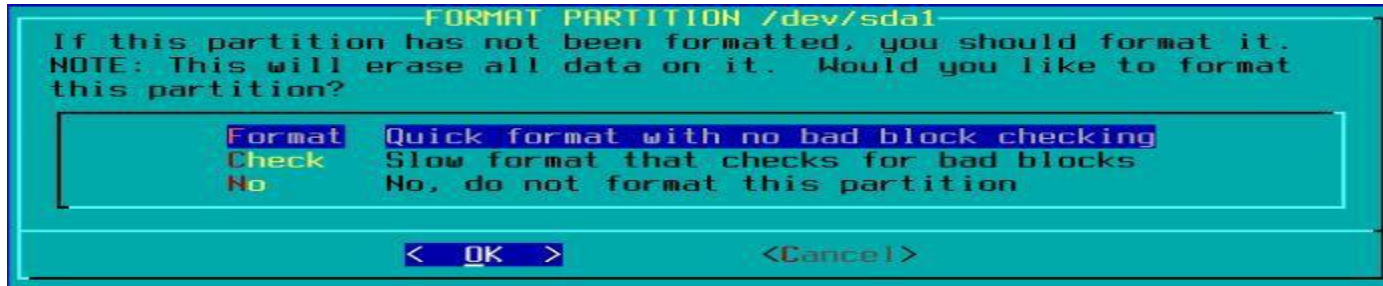 FORMAT PARTITION /dev/sda1
If this partition has not been formatted, you should format it.
NOTE: This will erase all data on it.  Would you like to format
this partition?
Format  Quick format with no bad block checking
Check  Slow format that checks for bad blocks
No  No, do not format this partition
<  OK  >  <Cancel>